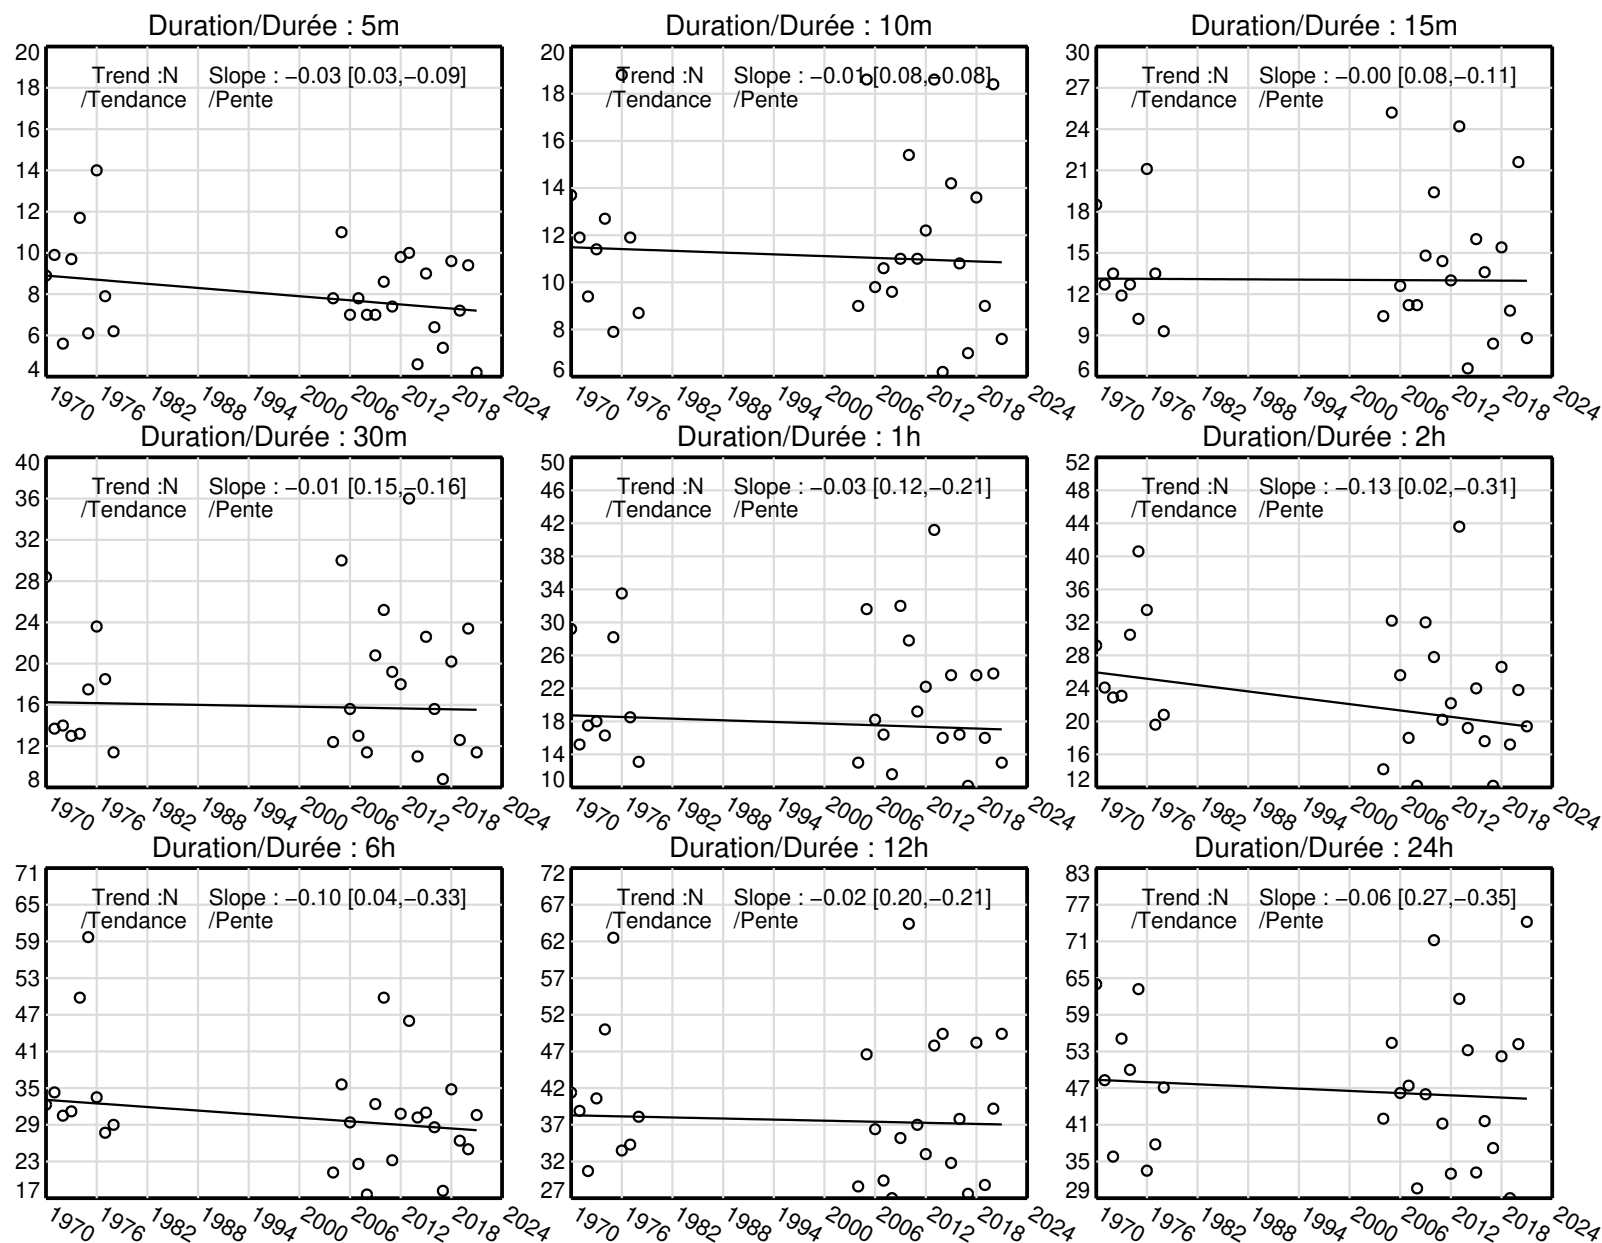 Duration/Durée : 5m
Trend :N Slope : −0.03 [0.03,−0.09]
/Tendance /Pente
20
18
16
14
12
10
8
6
4
1970 1976 1982 1988 1994 2000 2006 2012 2018 2024
Duration/Durée : 10m
Trend :N Slope : −0.01 [0.08,−0.08]
/Tendance /Pente
20
18
16
14
12
10
8
6
1970 1976 1982 1988 1994 2000 2006 2012 2018 2024
Duration/Durée : 15m
Trend :N Slope : −0.00 [0.08,−0.11]
/Tendance /Pente
30
27
24
21
18
15
12
9
6
1970 1976 1982 1988 1994 2000 2006 2012 2018 2024
Duration/Durée : 30m
Trend :N Slope : −0.01 [0.15,−0.16]
/Tendance /Pente
40
36
32
28
24
20
16
12
8
1970 1976 1982 1988 1994 2000 2006 2012 2018 2024
Duration/Durée : 1h
Trend :N Slope : −0.03 [0.12,−0.21]
/Tendance /Pente
50
46
42
38
34
30
26
22
18
14
10
1970 1976 1982 1988 1994 2000 2006 2012 2018 2024
Duration/Durée : 2h
Trend :N Slope : −0.13 [0.02,−0.31]
/Tendance /Pente
52
48
44
40
36
32
28
24
20
16
12
1970 1976 1982 1988 1994 2000 2006 2012 2018 2024
Duration/Durée : 6h
Trend :N Slope : −0.10 [0.04,−0.33]
/Tendance /Pente
71
65
59
53
47
41
35
29
23
17
1970 1976 1982 1988 1994 2000 2006 2012 2018 2024
Duration/Durée : 12h
Trend :N Slope : −0.02 [0.20,−0.21]
/Tendance /Pente
72
67
62
57
52
47
42
37
32
27
1970 1976 1982 1988 1994 2000 2006 2012 2018 2024
Duration/Durée : 24h
Trend :N Slope : −0.06 [0.27,−0.35]
/Tendance /Pente
83
77
71
65
59
53
47
41
35
29
1970 1976 1982 1988 1994 2000 2006 2012 2018 2024